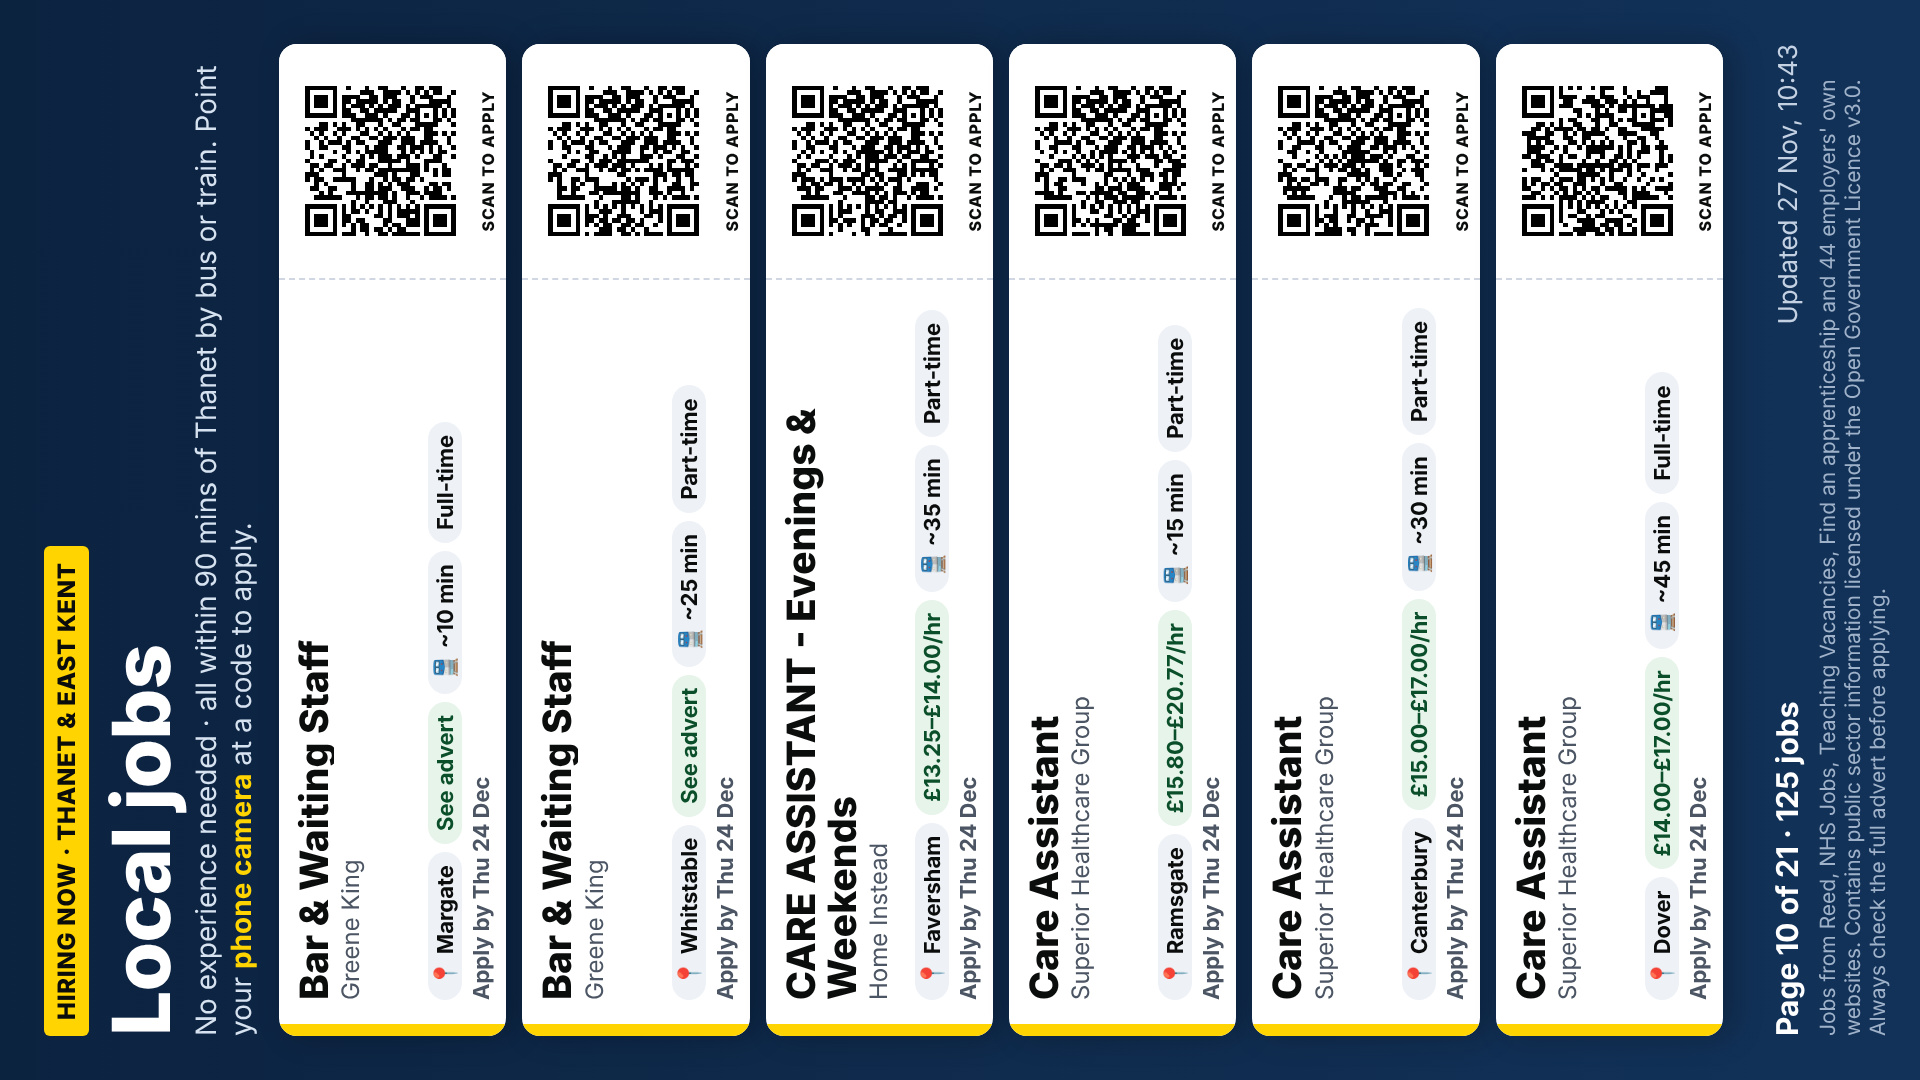 HIRING NOW · THANET & EAST KENT
Local jobs
No experience needed · all within 90 mins of Thanet by bus or train. Point
your phone camera at a code to apply.
Bar & Waiting Staff
Greene King
Margate
See advert
~10 min
Full-time
Apply by Thu 24 Dec
SCAN TO APPLY
Bar & Waiting Staff
Greene King
Whitstable
See advert
~25 min
Part-time
Apply by Thu 24 Dec
SCAN TO APPLY
CARE ASSISTANT - Evenings &
Weekends
Home Instead
Faversham
£13.25–£14.00/hr
~35 min
Part-time
Apply by Thu 24 Dec
SCAN TO APPLY
Care Assistant
Superior Healthcare Group
Ramsgate
£15.80–£20.77/hr
~15 min
Part-time
Apply by Thu 24 Dec
SCAN TO APPLY
Care Assistant
Superior Healthcare Group
Canterbury
£15.00–£17.00/hr
~30 min
Part-time
Apply by Thu 24 Dec
SCAN TO APPLY
Care Assistant
Superior Healthcare Group
Dover
£14.00–£17.00/hr
~45 min
Full-time
Apply by Thu 24 Dec
SCAN TO APPLY
Page 10 of 21 · 125 jobs
Updated 27 Nov, 10:43
Jobs from Reed, NHS Jobs, Teaching Vacancies, Find an apprenticeship and 44 employers' own
websites. Contains public sector information licensed under the Open Government Licence v3.0.
Always check the full advert before applying.